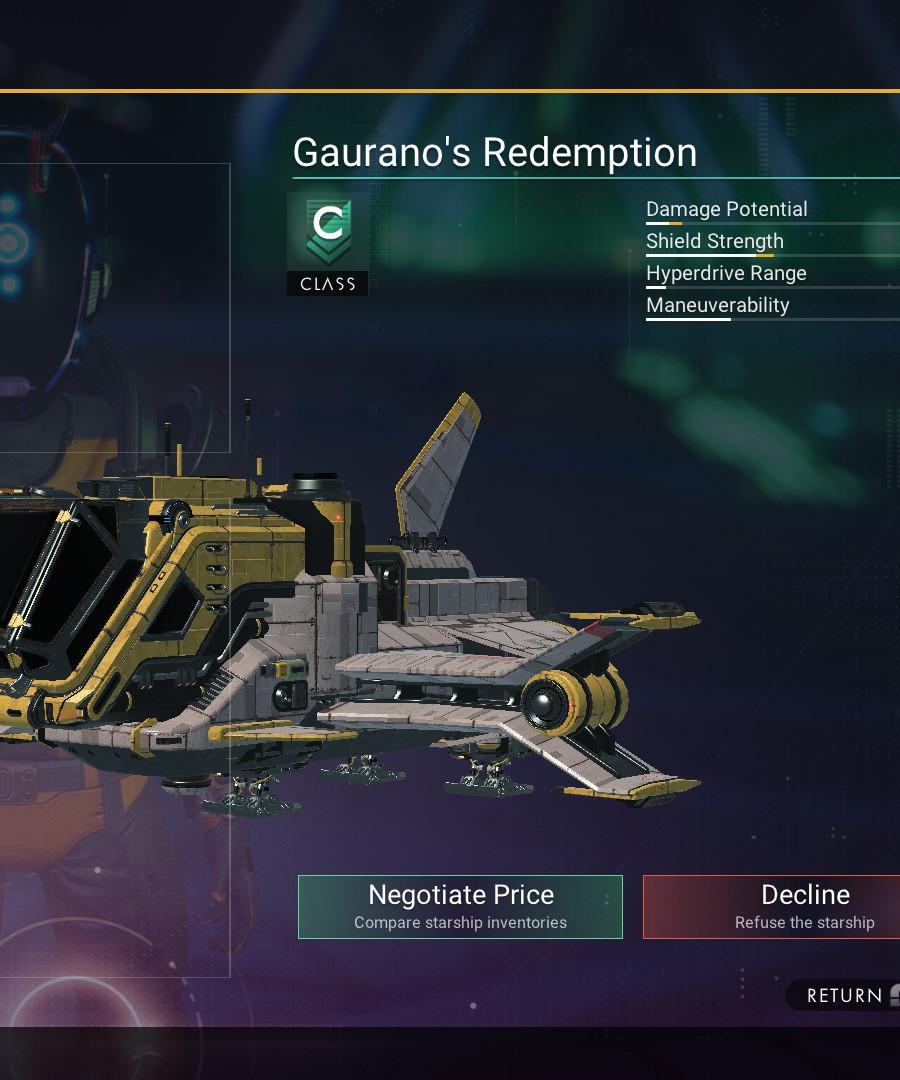 Gaurano's Redemption
C
CLASS
Damage Potential
Shield Strength
Hyperdrive Range
Maneuverability
Negotiate Price
Compare starship inventories
Decline
Refuse the starship
RETURN